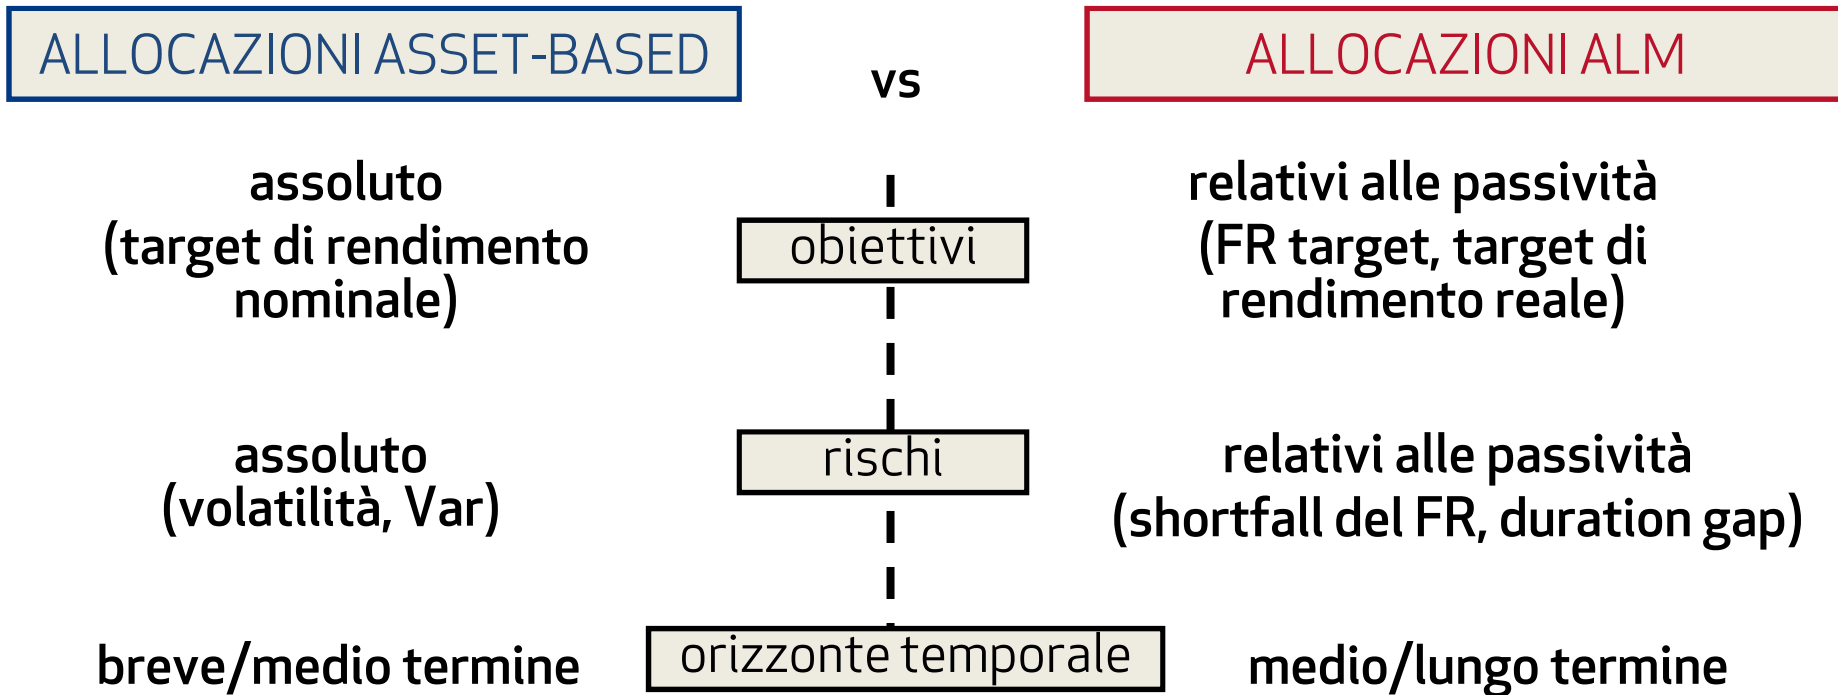 ALLOCAZIONI ASSET-BASED
vs
ALLOCAZIONI ALM
assoluto
(target di rendimento
nominale)
obiettivi
relativi alle passività
(FR target, target di
rendimento reale)
assoluto
(volatilità, Var)
rischi
relativi alle passività
(shortfall del FR, duration gap)
breve/medio termine
orizzonte temporale
medio/lungo termine